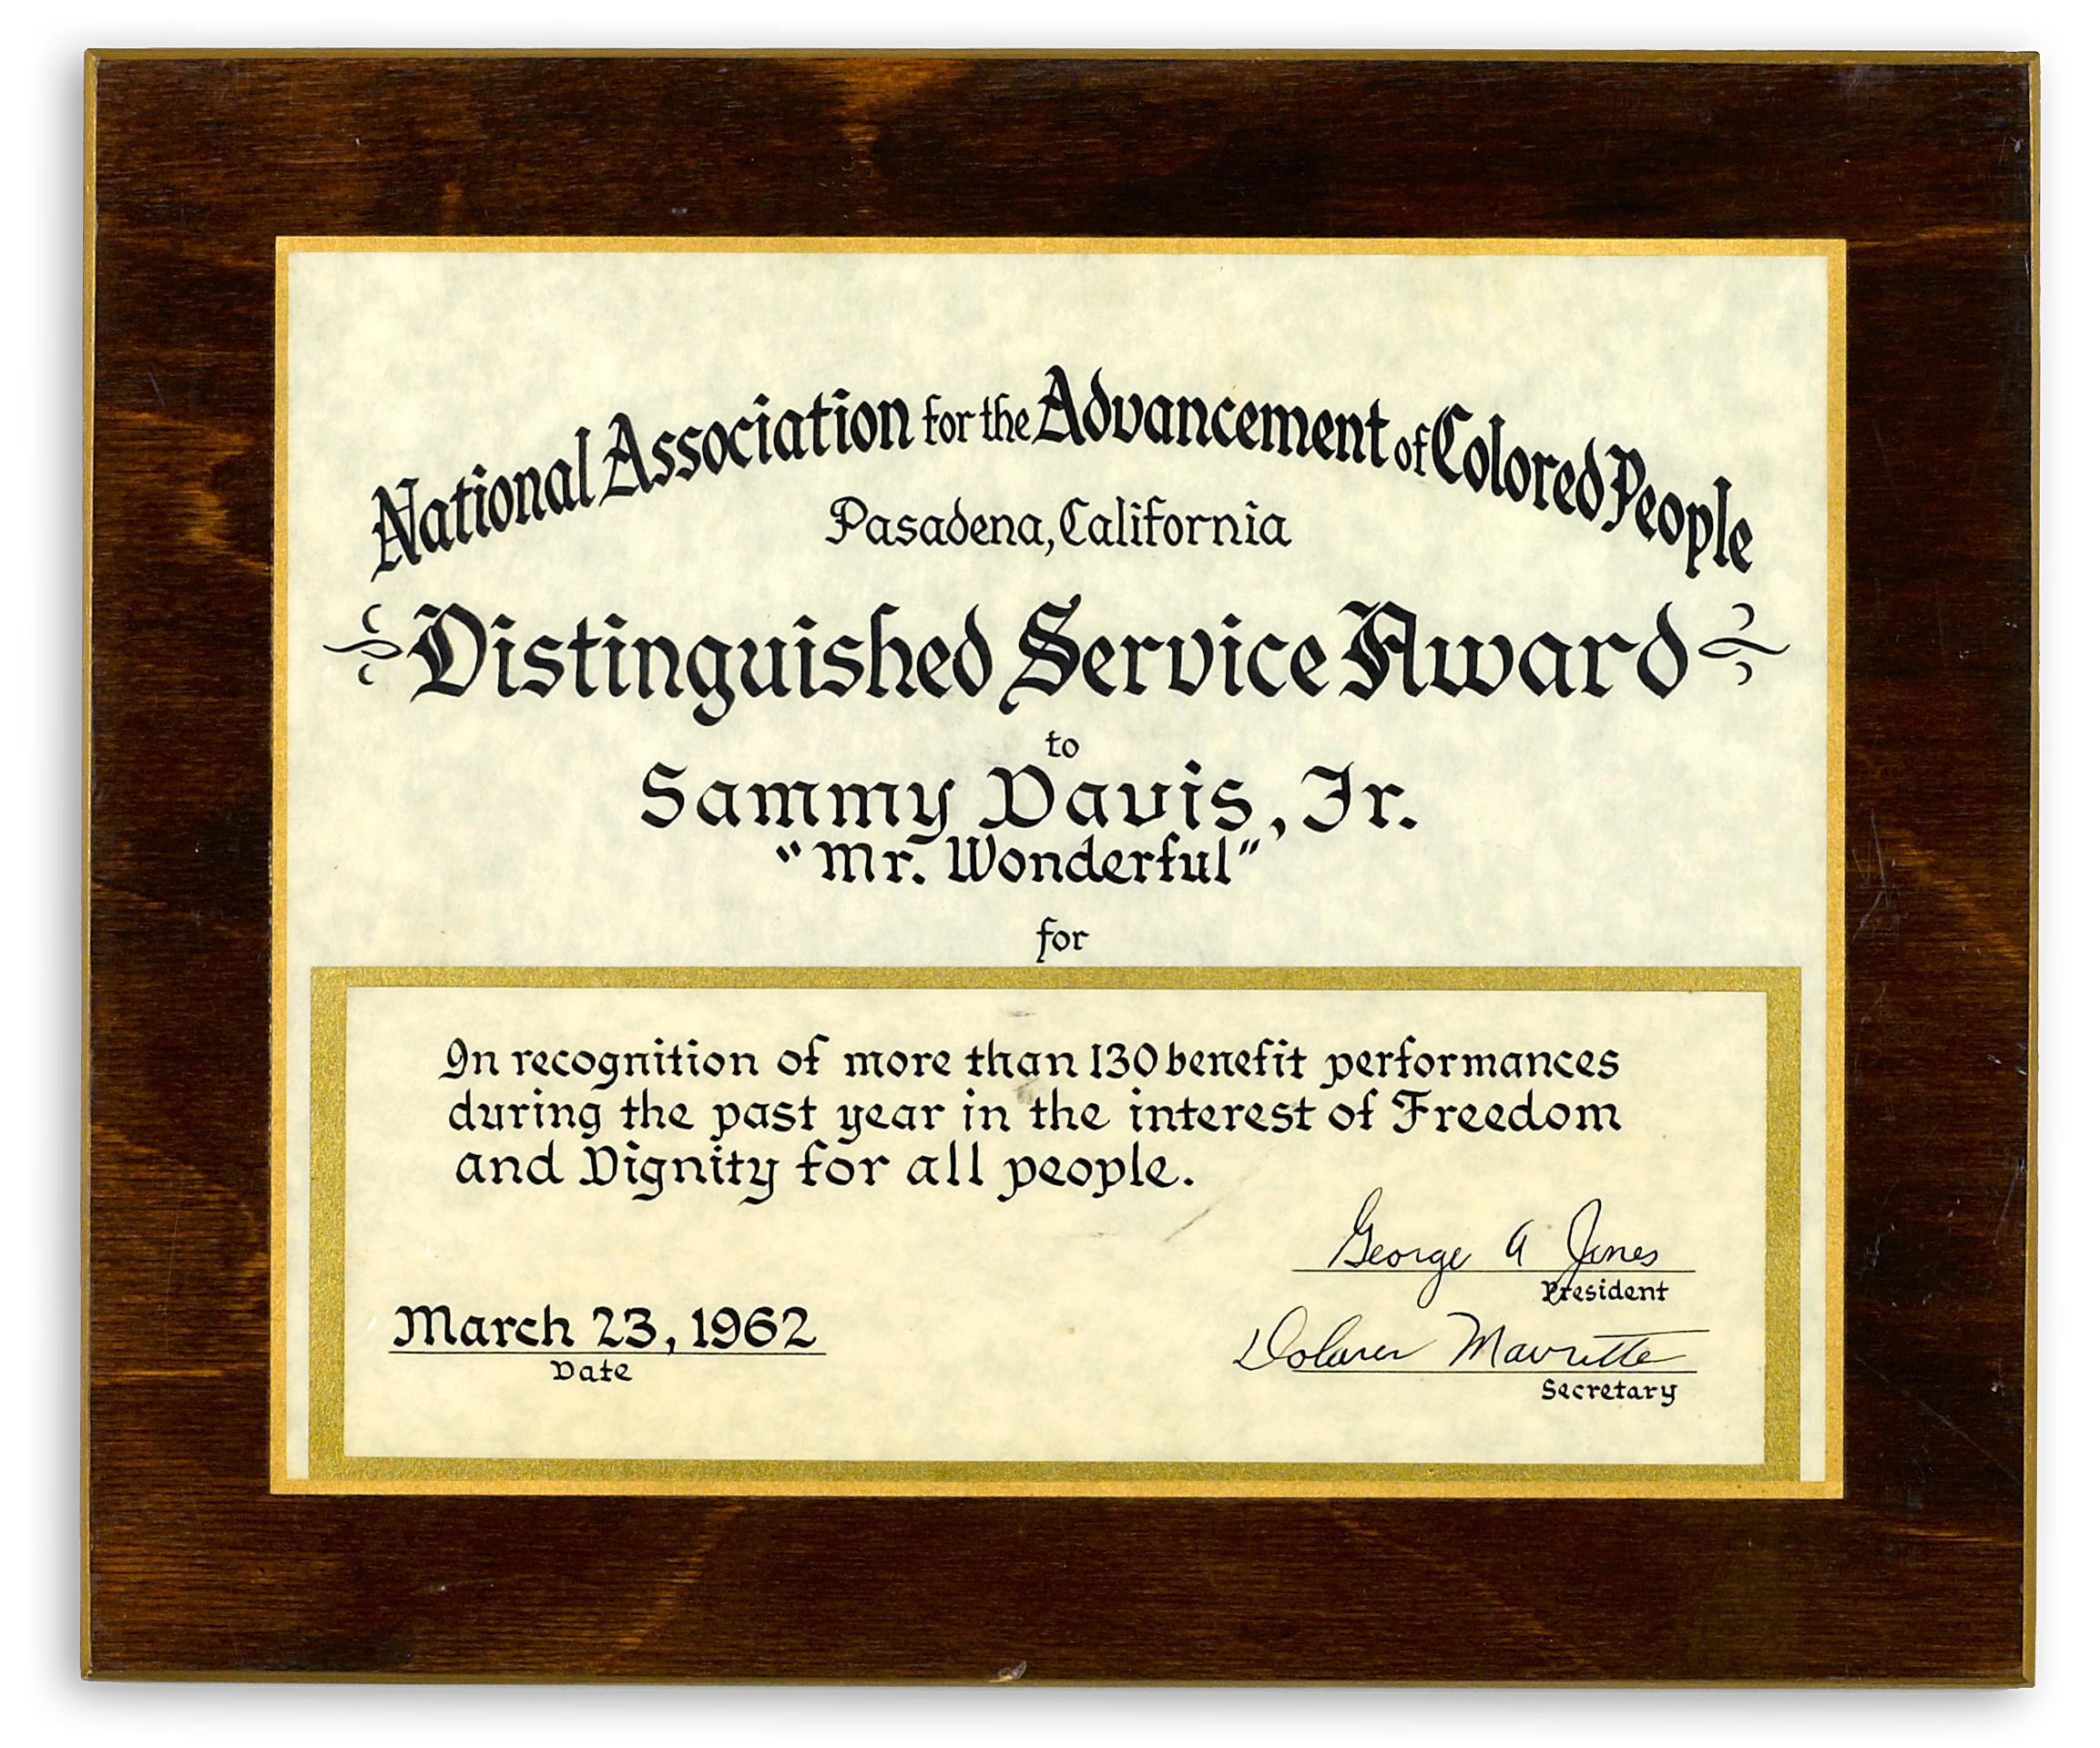 National Association for the Advancement of Colored People
Pasadena, California
Distinguished Service Award
to
Sammy Davis, Jr.
"Mr. Wonderful"
for
In recognition of more than 130 benefit performances
during the past year in the interest of Freedom
and Dignity for all people.
George A Jones
President
March 23, 1962
Date
Dolores Mavritte
Secretary